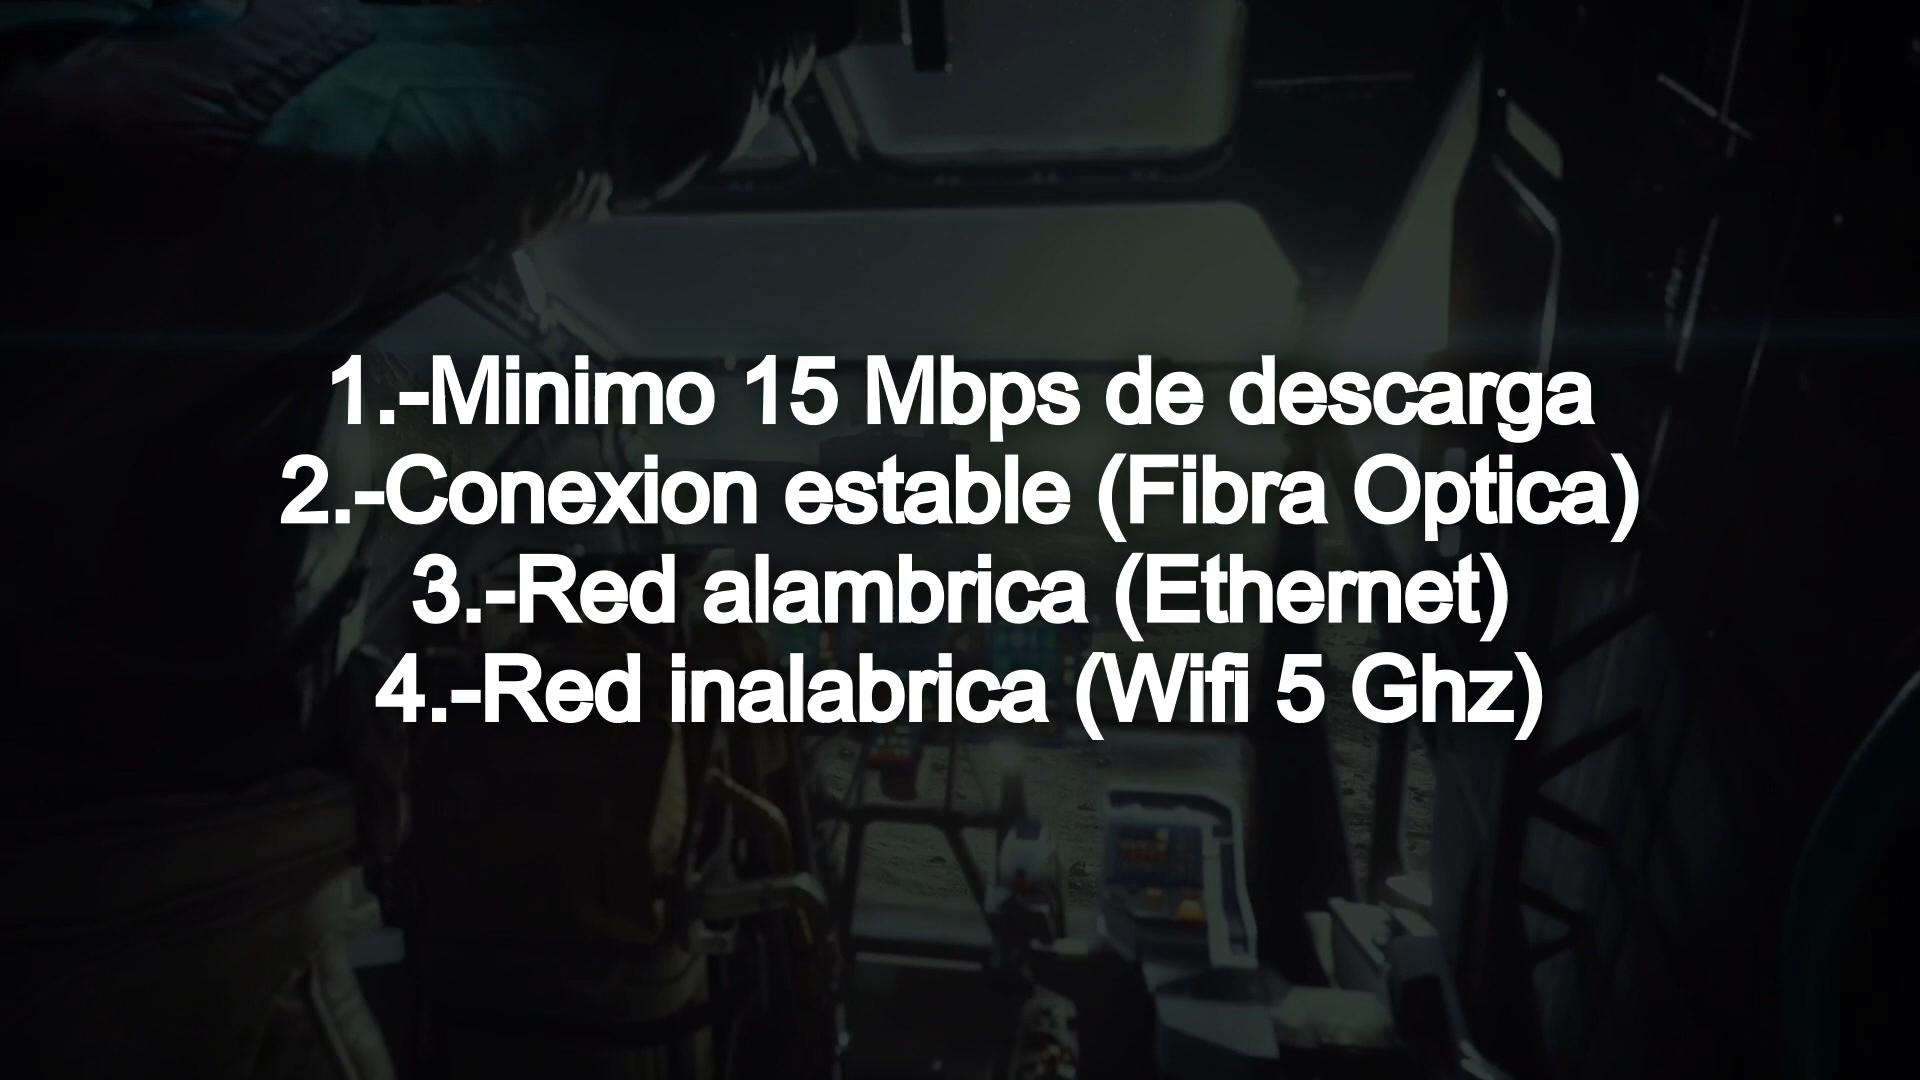 1.-Minimo 15 Mbps de descarga
2.-Conexion estable (Fibra Optica)
3.-Red alambrica (Ethernet)
4.-Red inalabrica (Wifi 5 Ghz)